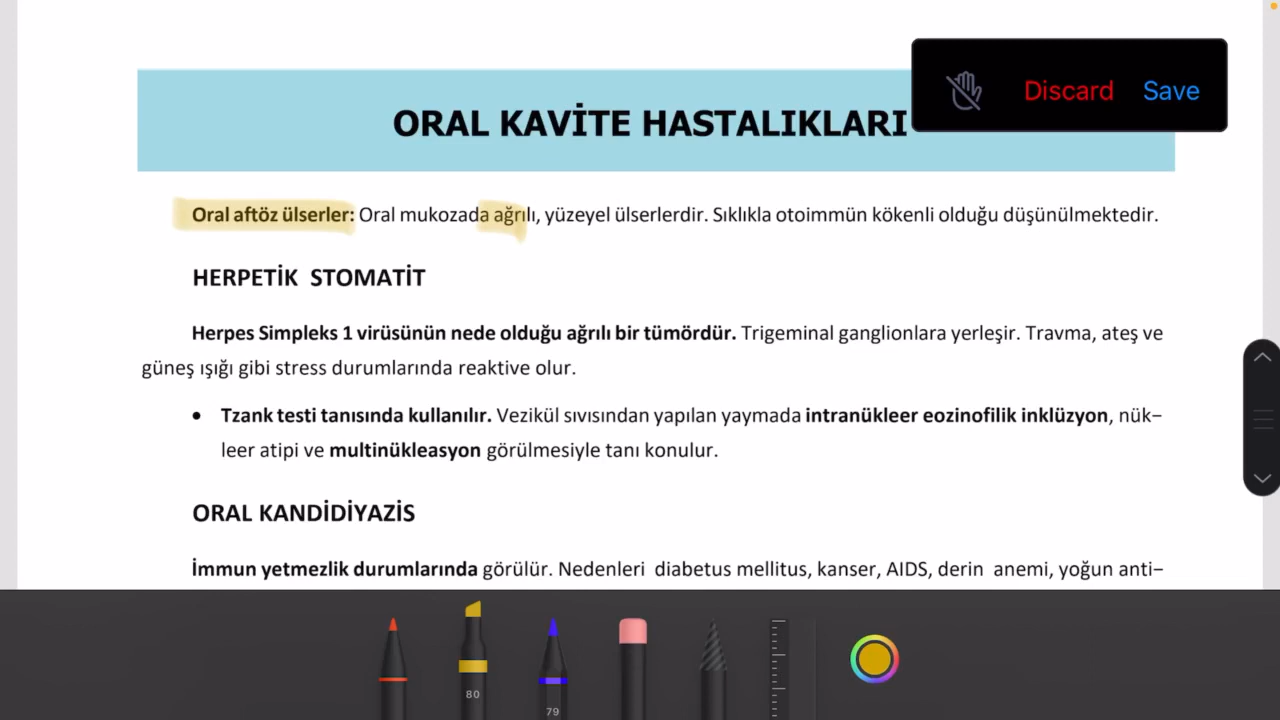 Discard Save
ORAL KAVİTE HASTALIKLARI
Oral aftöz ülserler: Oral mukozada ağrılı, yüzeyel ülserlerdir. Sıklıkla otoimmün kökenli olduğu düşünülmektedir.
HERPETİK STOMATİT
Herpes Simpleks 1 virüsünün nede olduğu ağrılı bir tümördür. Trigeminal ganglionlara yerleşir. Travma, ateş ve
güneş ışığı gibi stress durumlarında reaktive olur.
• Tzank testi tanısında kullanılır. Vezikül sıvısından yapılan yaymada intranükleer eozinofilik inklüzyon, nük–
leer atipi ve multinükleasyon görülmesiyle tanı konulur.
ORAL KANDİDİYAZİS
İmmun yetmezlik durumlarında görülür. Nedenleri diabetus mellitus, kanser, AIDS, derin anemi, yoğun anti–
80
79